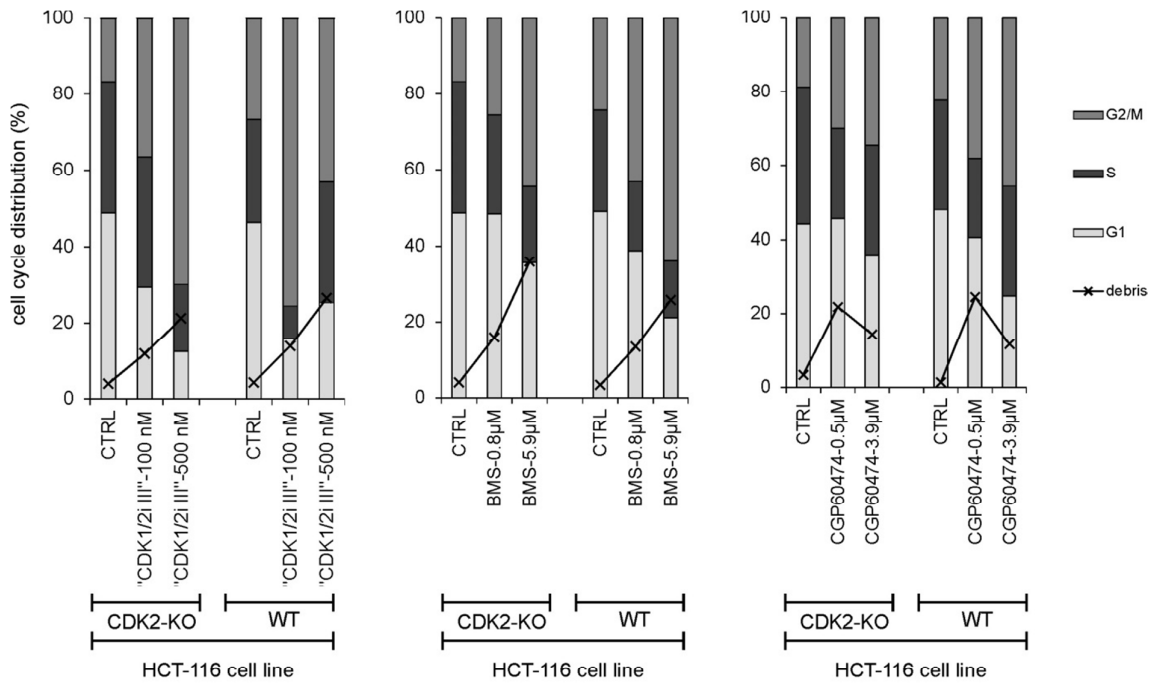 cell cycle distribution (%)
100
80
60
40
20
0
CTRL
"CDK1/2i III"-100 nM
"CDK1/2i III"-500 nM
CTRL
"CDK1/2i III"-100 nM
"CDK1/2i III"-500 nM
CDK2-KO
WT
HCT-116 cell line
100
80
60
40
20
0
CTRL
BMS-0.8µM
BMS-5.9µM
CTRL
BMS-0.8µM
BMS-5.9µM
CDK2-KO
WT
HCT-116 cell line
100
80
60
40
20
0
CTRL
CGP60474-0.5µM
CGP60474-3.9µM
CTRL
CGP60474-0.5µM
CGP60474-3.9µM
CDK2-KO
WT
HCT-116 cell line
G2/M
S
G1
debris